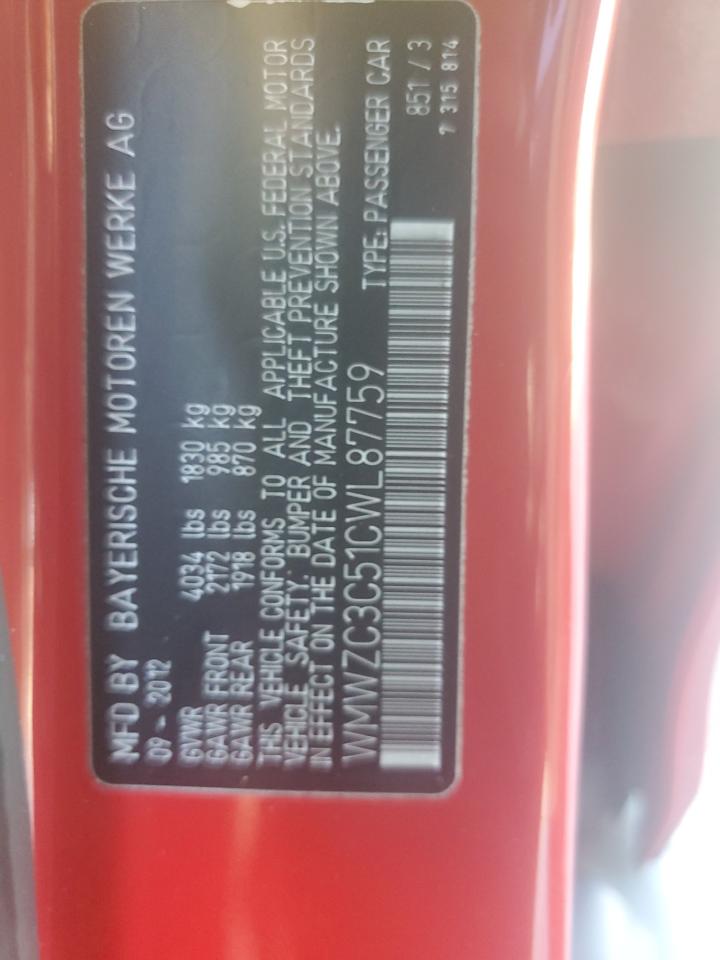 MFD BY BAYERISCHE MOTOREN WERKE AG
09 - 2012
GVWR 4034 lbs 1830 kg
GAWR FRONT 2172 lbs 985 kg
GAWR REAR 1918 lbs 870 kg
THIS VEHICLE CONFORMS TO ALL APPLICABLE U.S. FEDERAL MOTOR
VEHICLE SAFETY, BUMPER AND THEFT PREVENTION STANDARDS
IN EFFECT ON THE DATE OF MANUFACTURE SHOWN ABOVE.
WMWZC3C51CWL87759 TYPE: PASSENGER CAR
851 / 3
7 315 814